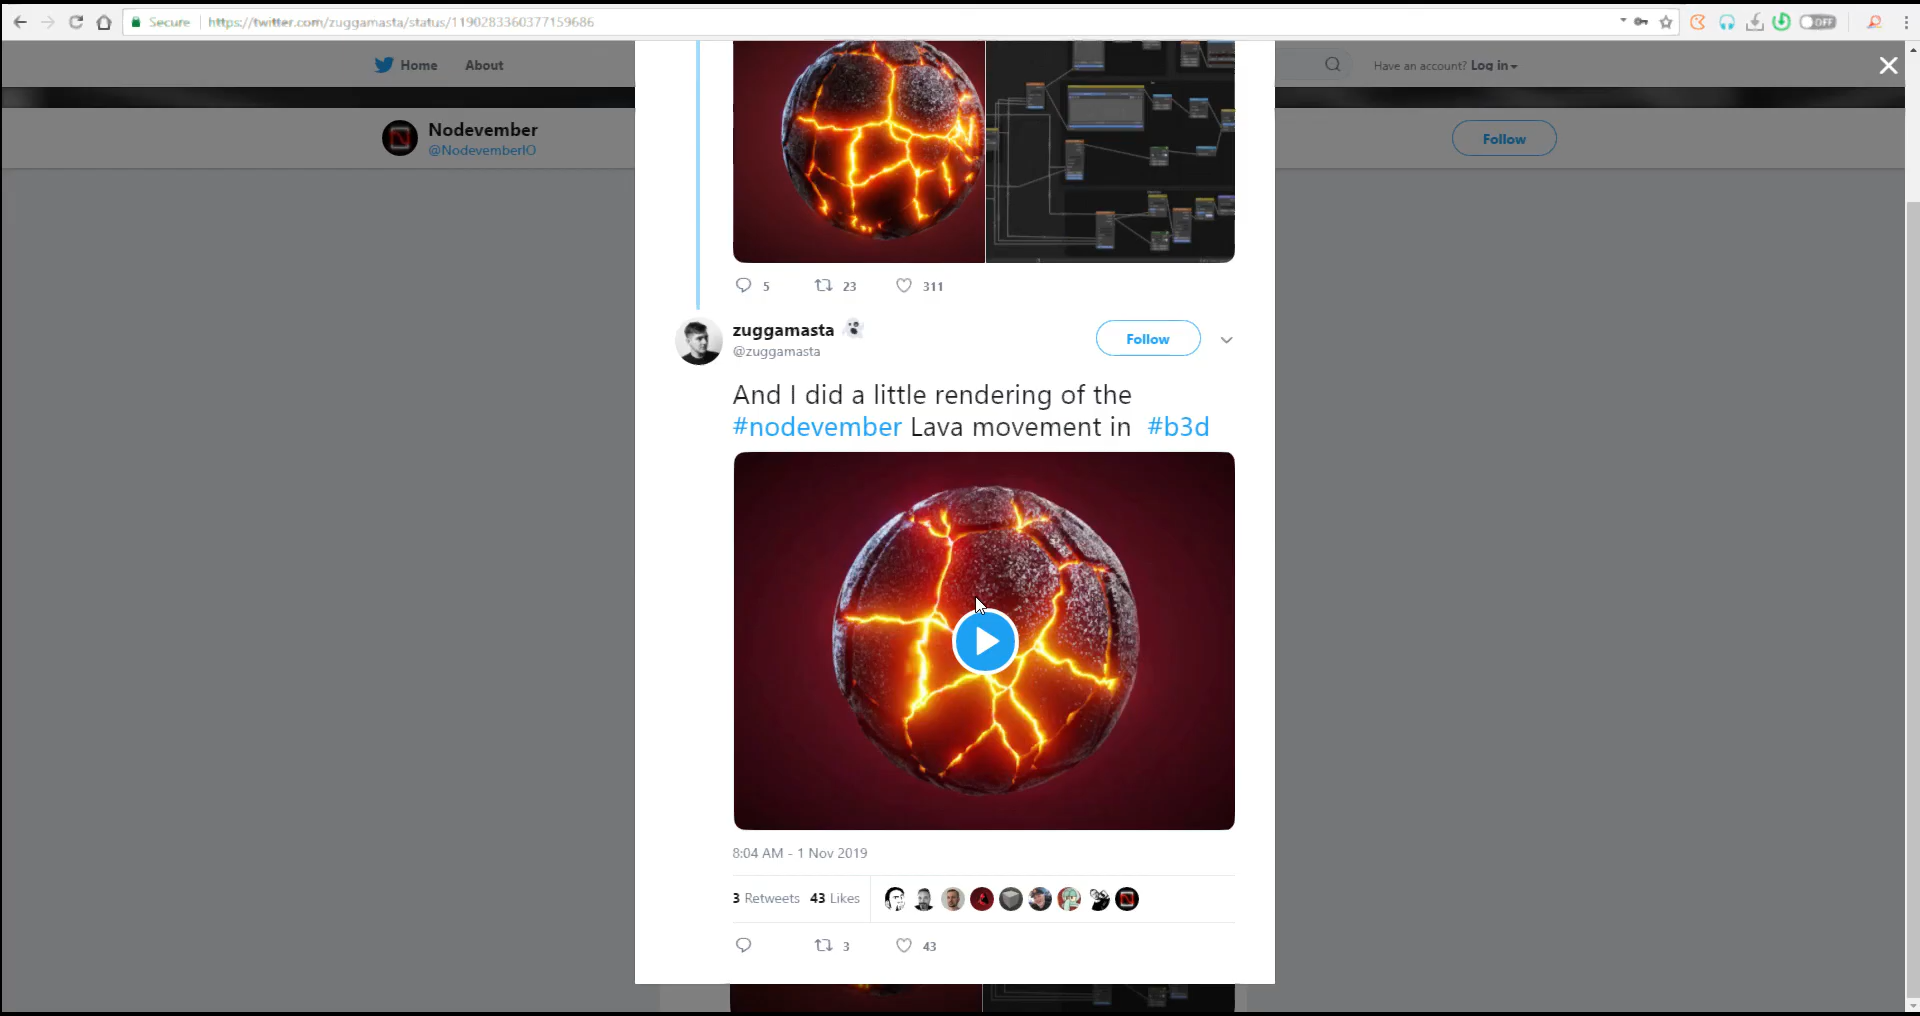 Secure
https://twitter.com/zuggamasta/status/1190283360377159686
OFF
Home
About
Have an account? Log in
Nodevember
@NodevemberIO
Follow
5
23
311
zuggamasta
@zuggamasta
Follow
And I did a little rendering of the
#nodevember Lava movement in #b3d
8:04 AM - 1 Nov 2019
3 Retweets 43 Likes
3
43